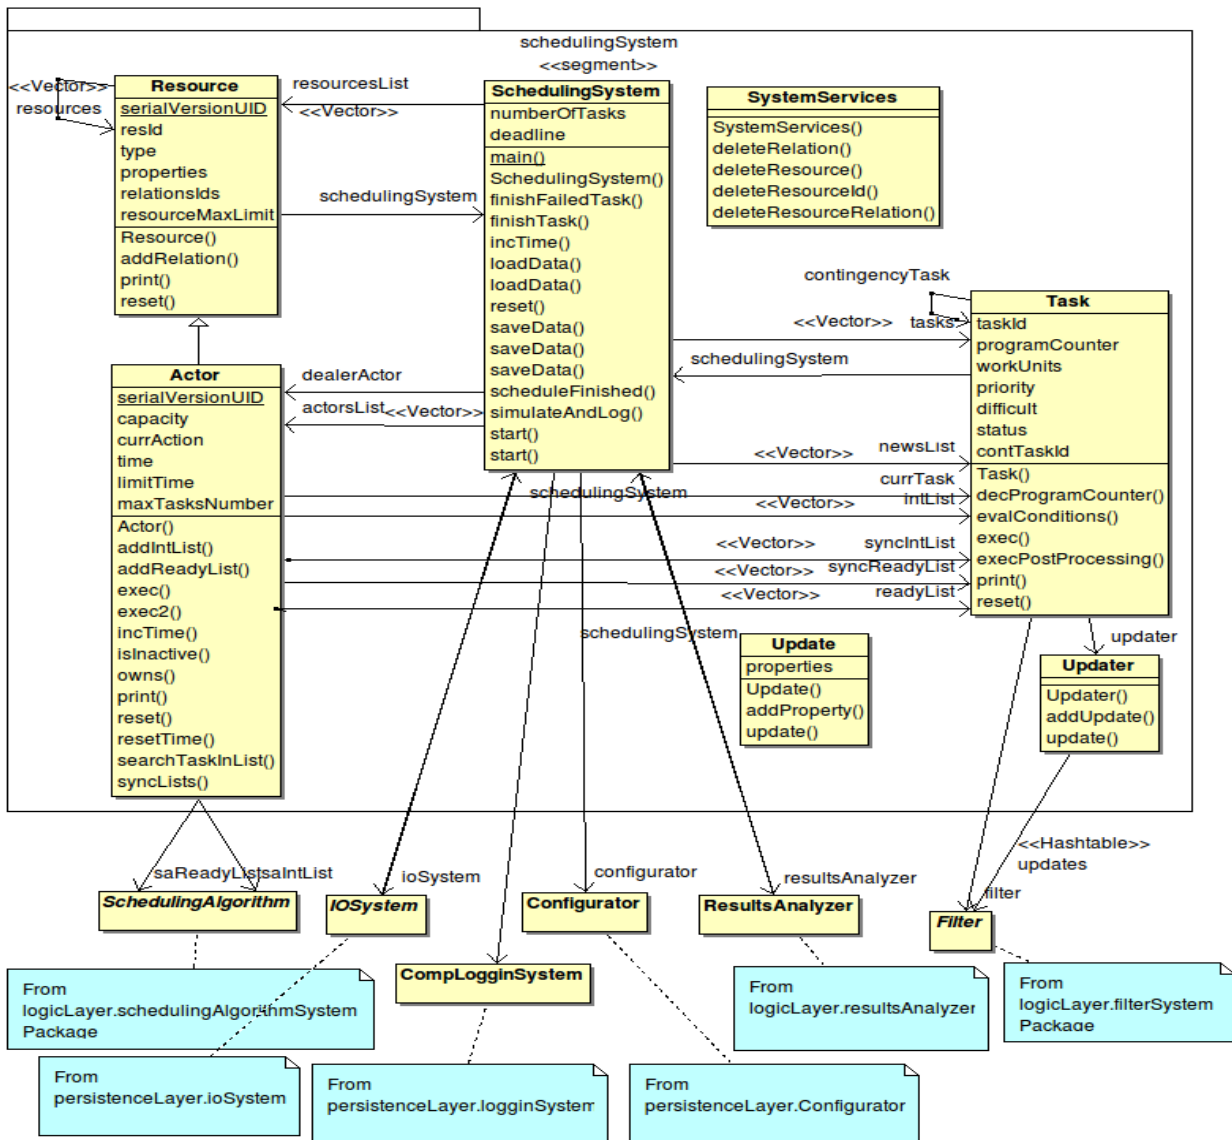 schedulingSystem
<<segment>>
<<Vector>>
resources
Resource
serialVersionUID
resId
type
properties
relationsIds
resourceMaxLimit
Resource()
addRelation()
print()
reset()
resourcesList
<<Vector>>
schedulingSystem
SchedulingSystem
numberOfTasks
deadline
main()
SchedulingSystem()
finishFailedTask()
finishTask()
incTime()
loadData()
loadData()
reset()
saveData()
saveData()
saveData()
scheduleFinished()
simulateAndLog()
start()
start()
SystemServices
SystemServices()
deleteRelation()
deleteResource()
deleteResourceId()
deleteResourceRelation()
contingencyTask
<<Vector>> tasks
schedulingSystem
Task
taskId
programCounter
workUnits
priority
difficult
status
contTaskId
Task()
decProgramCounter()
evalConditions()
exec()
execPostProcessing()
print()
reset()
Actor
serialVersionUID
capacity
currAction
time
limitTime
maxTasksNumber
Actor()
addIntList()
addReadyList()
exec()
exec2()
incTime()
isInactive()
owns()
print()
reset()
resetTime()
searchTaskInList()
syncLists()
dealerActor
actorsList <<Vector>>
newsList
<<Vector>>
currTask
<<Vector>> intList
<<Vector>> syncIntList
<<Vector>> syncReadyList
<<Vector>> readyList
schedulingSystem
schedulingSystem
Update
properties
Update()
addProperty()
update()
updater
Updater
Updater()
addUpdate()
update()
<<Hashtable>>
updates
filter
saReadyList saIntList
ioSystem
configurator
resultsAnalyzer
SchedulingAlgorithm
IOSystem
Configurator
ResultsAnalyzer
Filter
CompLogginSystem
From
logicLayer.schedulingAlgorithmSystem
Package
From
logicLayer.resultsAnalyzer
From
logicLayer.filterSystem
Package
From
persistenceLayer.ioSystem
From
persistenceLayer.logginSystem
From
persistenceLayer.Configurator